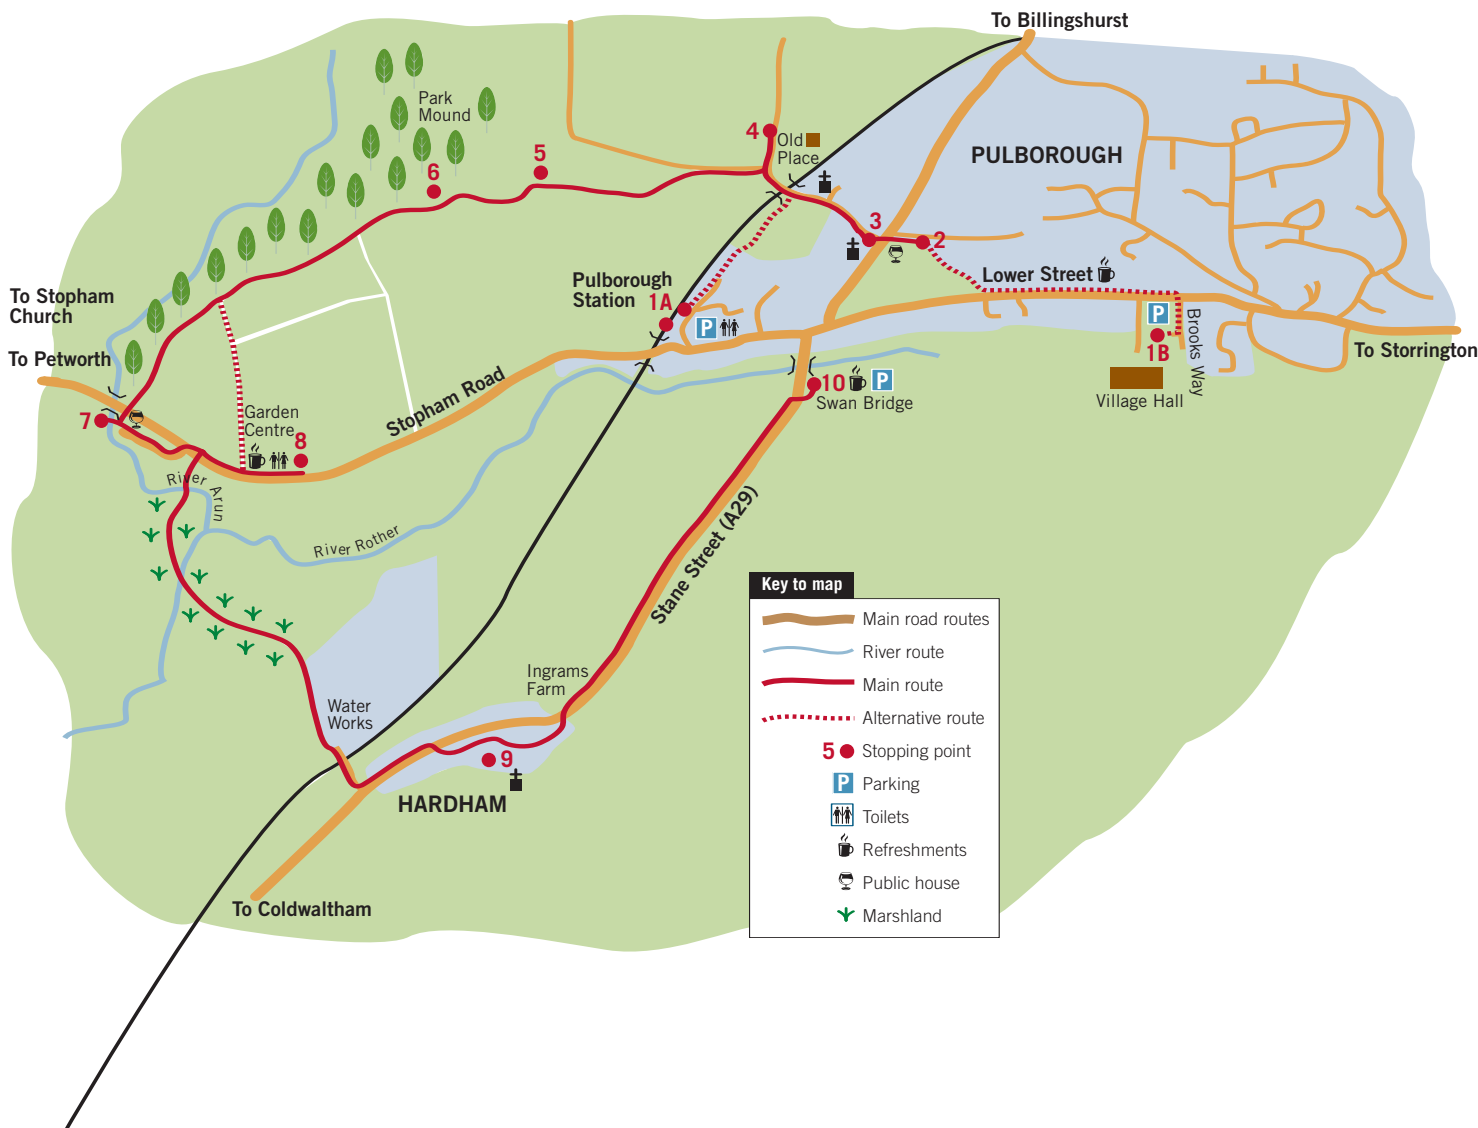 To Billingshurst
Park
Mound
4
Old
Place
PULBOROUGH
5
6
3
2
Lower Street
Pulborough
Station
1A
P
To Stopham
Church
To Petworth
P
Brooks Way
1B
To Storrington
Village Hall
10
P
Swan Bridge
Stopham Road
7
Garden
Centre
8
River Arun
River Rother
Stane Street (A29)
Ingrams
Farm
Water
Works
9
HARDHAM
To Coldwaltham
Key to map
Main road routes
River route
Main route
Alternative route
5 Stopping point
P Parking
Toilets
Refreshments
Public house
Marshland